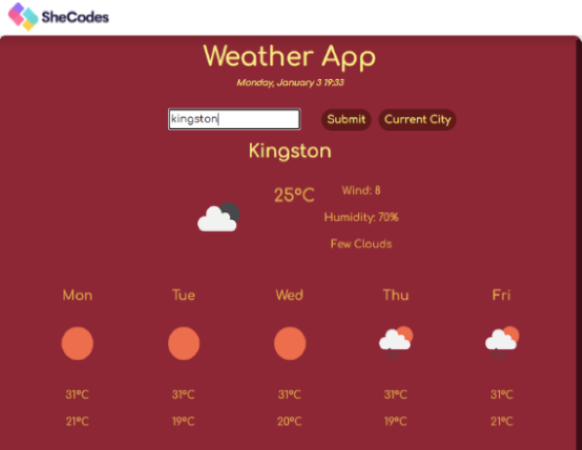 SheCodes
Weather App
Monday, January 3 19:33
kingston
Submit
Current City
Kingston
25°C
Wind: 8
Humidity: 70%
Few Clouds
Mon Tue Wed Thu Fri
31°C 31°C 31°C 31°C 31°C
21°C 19°C 20°C 19°C 21°C